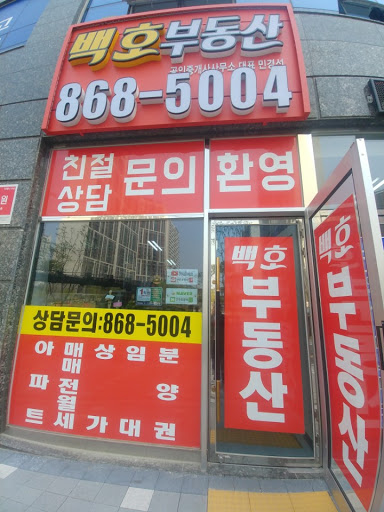 백호부동산
공인중개사사무소 대표 민경선
868-5004
친절 상담
문의
환영
상담문의:868-5004
아파트
매매
전월세
상가
임대
분양권
백호부동산
백호부동산